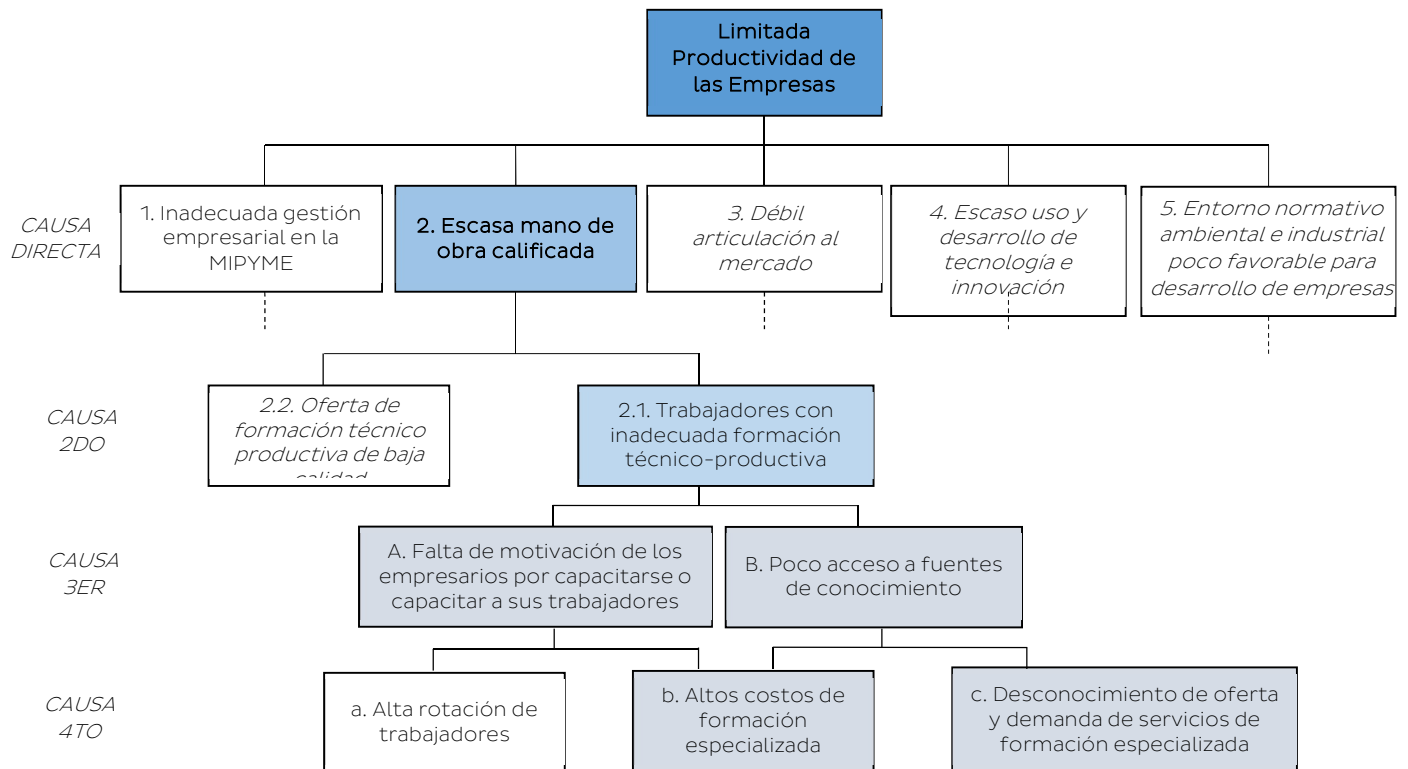 Limitada
Productividad de
las Empresas
CAUSA
DIRECTA
1. Inadecuada gestión
empresarial en la
MIPYME
2. Escasa mano de
obra calificada
3. Débil
articulación al
mercado
4. Escaso uso y
desarrollo de
tecnología e
innovación
5. Entorno normativo
ambiental e industrial
poco favorable para
desarrollo de empresas
CAUSA
2DO
2.2. Oferta de
formación técnico
productiva de baja
calidad
2.1. Trabajadores con
inadecuada formación
técnico-productiva
CAUSA
3ER
A. Falta de motivación de los
empresarios por capacitarse o
capacitar a sus trabajadores
B. Poco acceso a fuentes
de conocimiento
CAUSA
4TO
a. Alta rotación de
trabajadores
b. Altos costos de
formación
especializada
c. Desconocimiento de oferta
y demanda de servicios de
formación especializada